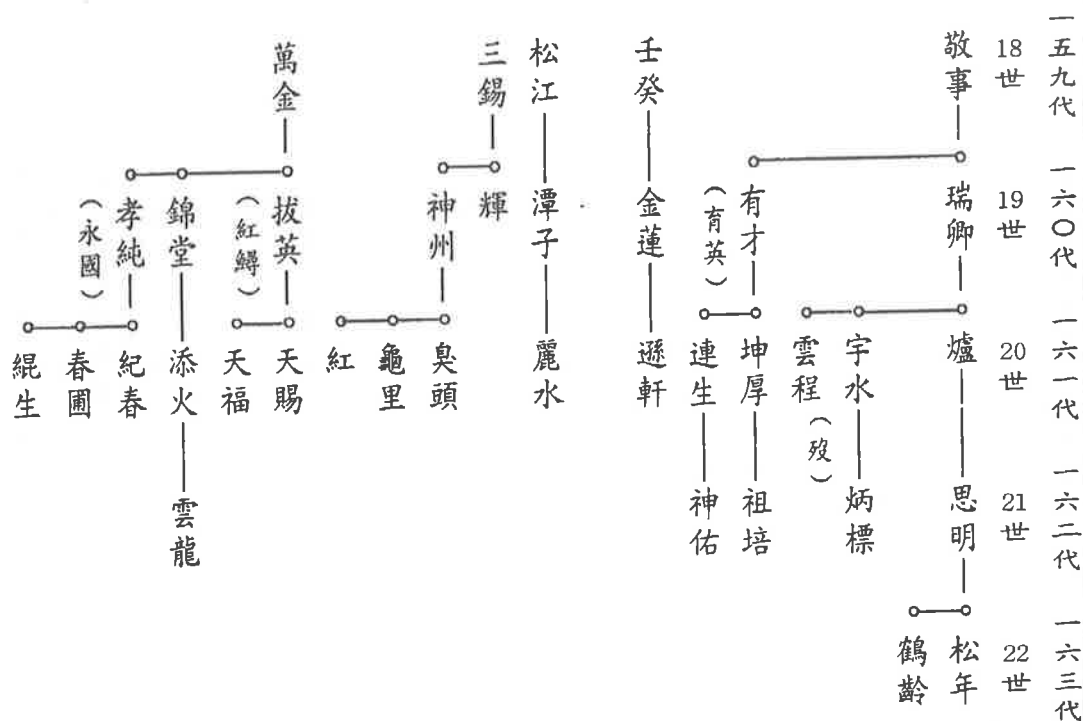 一五九代
18世
一六〇代
19世
一六一代
20世
一六二代
21世
一六三代
22世
敬事
瑞卿
爐
思明
松年
鶴齡
宇水
炳標
雲程
（歿）
有才
（育英）
坤厚
祖培
連生
神佑
壬癸
金蓮
遜軒
松江
潭子
麗水
三錫
輝
神州
臭頭
龜里
紅
萬金
拔英
（紅鱘）
天賜
天福
錦堂
添火
雲龍
孝純
（永國）
紀春
春圃
緄生